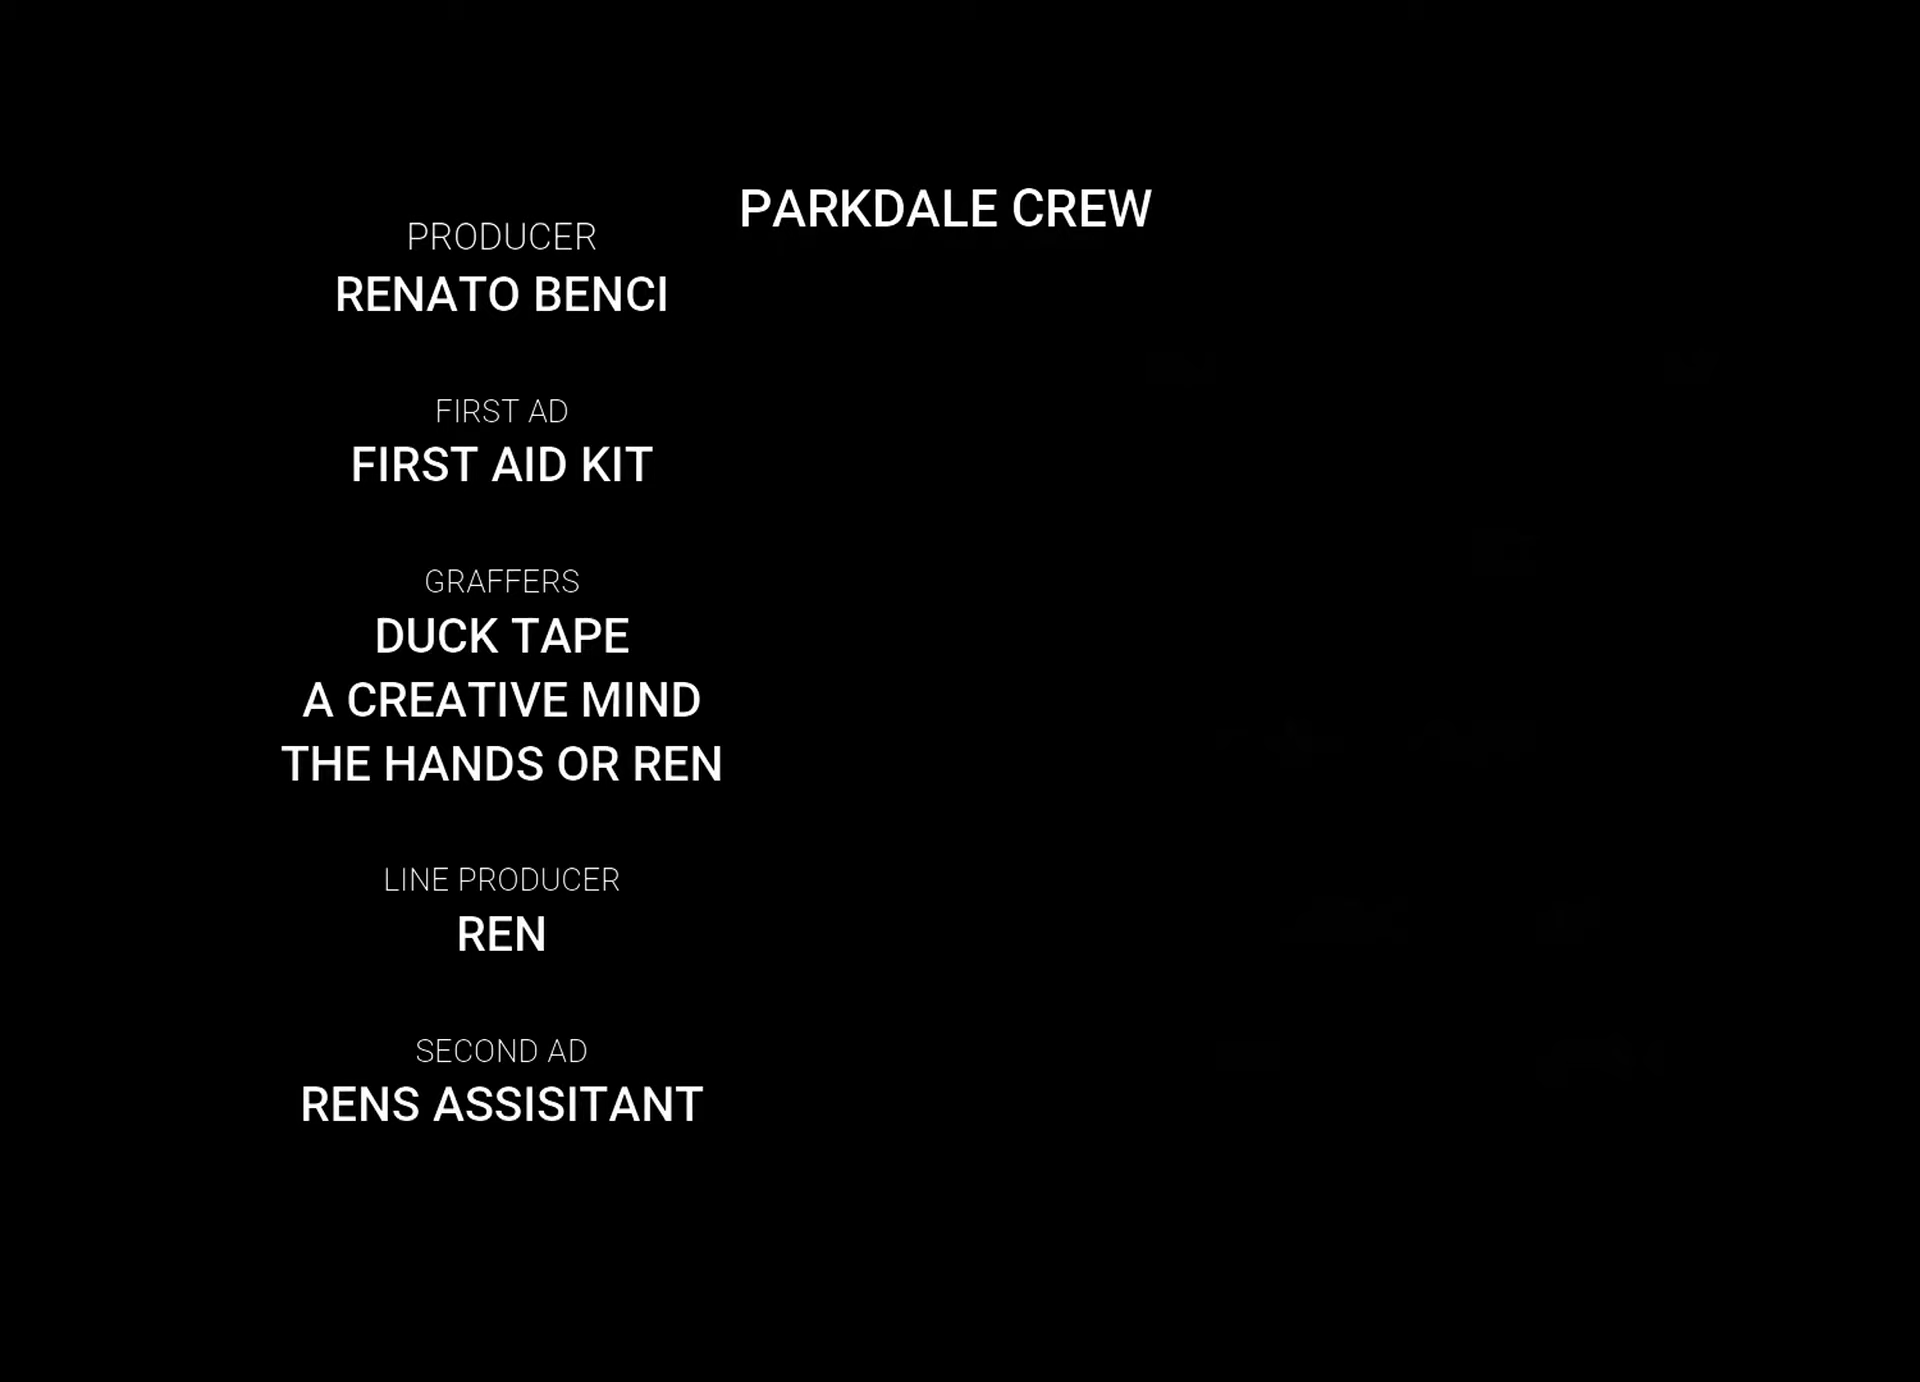 PARKDALE CREW
PRODUCER
RENATO BENCI
FIRST AD
FIRST AID KIT
GRAFFERS
DUCK TAPE
A CREATIVE MIND
THE HANDS OR REN
LINE PRODUCER
REN
SECOND AD
RENS ASSISITANT